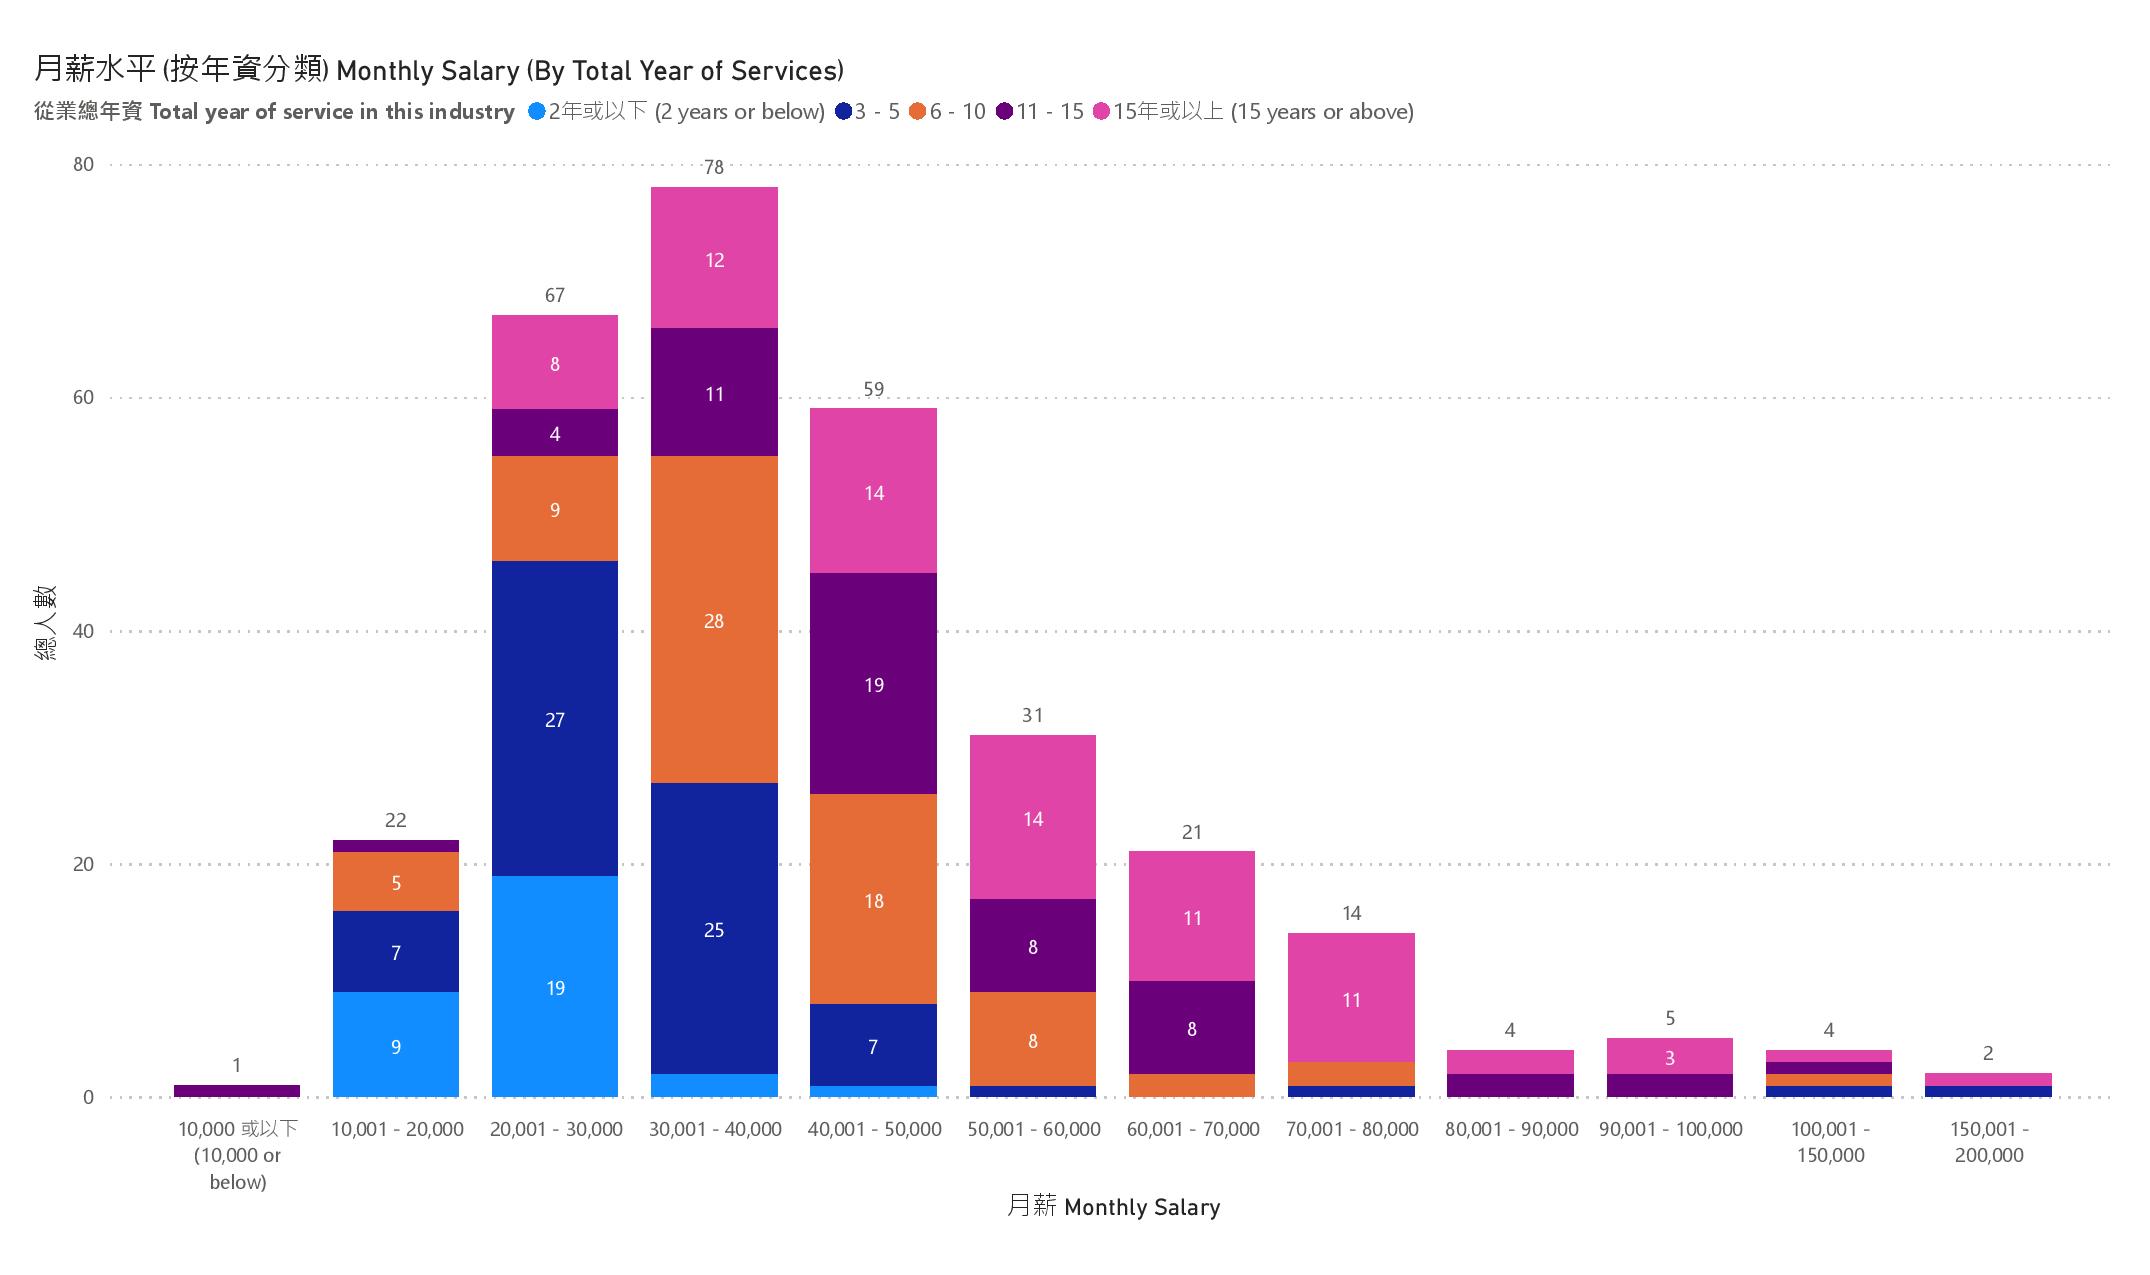 月薪水平 (按年資分類) Monthly Salary (By Total Year of Services)
從業總年資 Total year of service in this industry 2年或以下 (2 years or below) 3 - 5 6 - 10 11 - 15 15年或以上 (15 years or above)
80
60
40
20
0
總人數
1
22
5
7
9
67
8
4
9
27
19
78
12
11
28
25
59
14
19
18
7
31
14
8
8
21
11
8
14
11
4
5
3
4
2
10,000 或以下
(10,000 or
below)
10,001 - 20,000
20,001 - 30,000
30,001 - 40,000
40,001 - 50,000
50,001 - 60,000
60,001 - 70,000
70,001 - 80,000
80,001 - 90,000
90,001 - 100,000
100,001 -
150,000
150,001 -
200,000
月薪 Monthly Salary